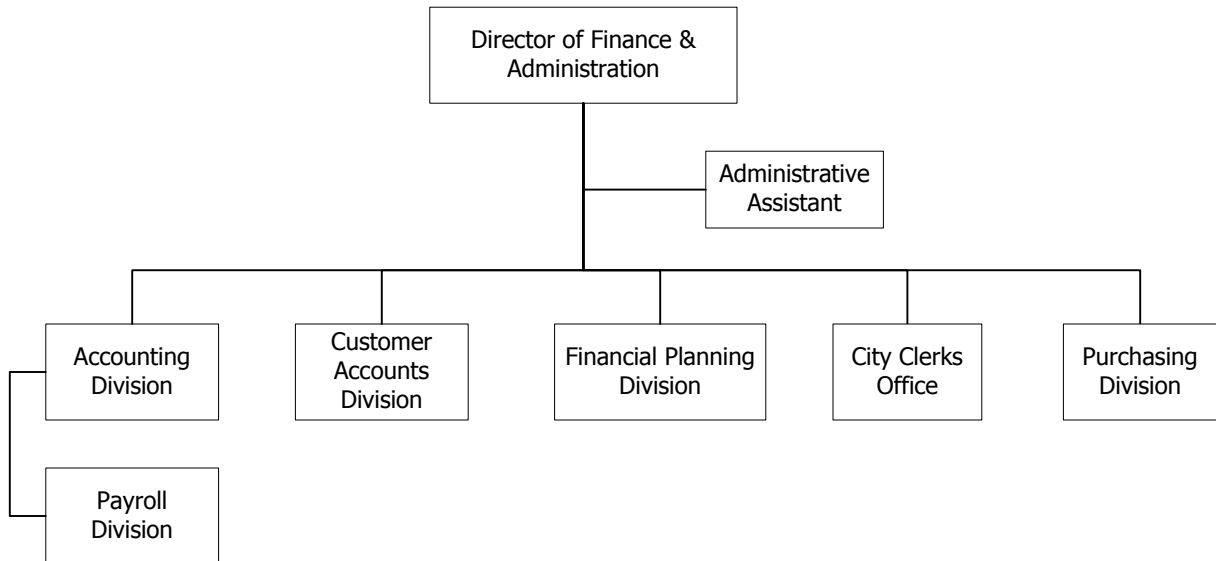 Director of Finance &
Administration
Administrative
Assistant
Accounting
Division
Customer
Accounts
Division
Financial Planning
Division
City Clerks
Office
Purchasing
Division
Payroll
Division